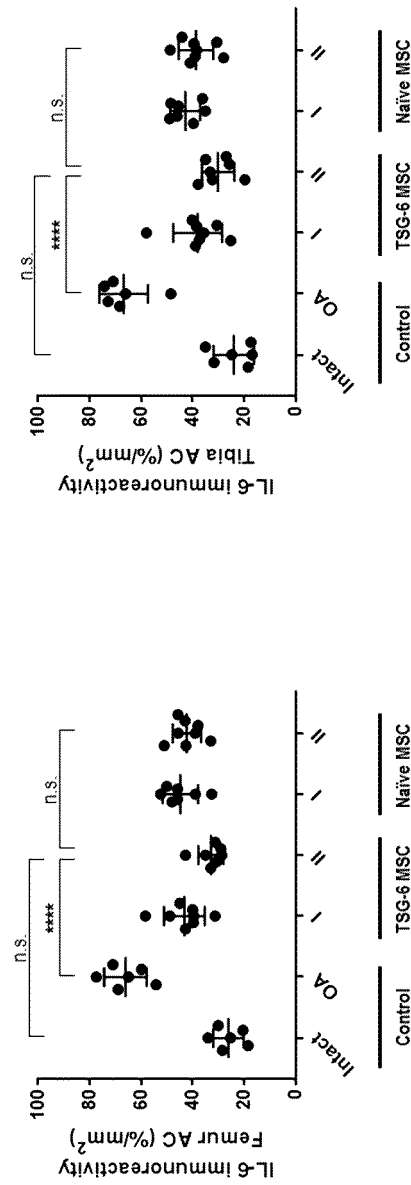 IL-6 immunoreactivity
Femur AC (%/mm²)
100
80
60
40
20
0
n.s.
****
n.s.
Intact
OA
I
II
I
II
Control
TSG-6 MSC
Naïve MSC
IL-6 immunoreactivity
Tibia AC (%/mm²)
100
80
60
40
20
0
n.s.
****
n.s.
Intact
OA
I
II
I
II
Control
TSG-6 MSC
Naïve MSC